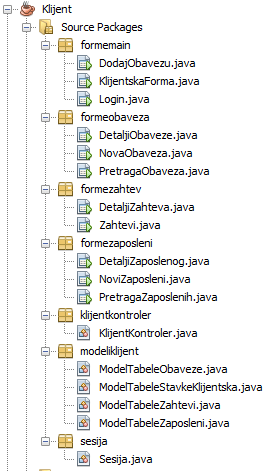 Klijent
Source Packages
formemain
DodajObavezu.java
KlijentskaForma.java
Login.java
formeobaveza
DetaljiObaveze.java
NovaObaveza.java
PretragaObaveza.java
formezahtev
DetaljiZahteva.java
Zahtevi.java
formezaposleni
DetaljiZaposlenog.java
NoviZaposleni.java
PretragaZaposlenih.java
klijentkontroler
KlijentKontroler.java
modeliklijent
ModelTabeleObaveze.java
ModelTabeleStavkeKlijentska.java
ModelTabeleZahtevi.java
ModelTabeleZaposleni.java
sesija
Sesija.java